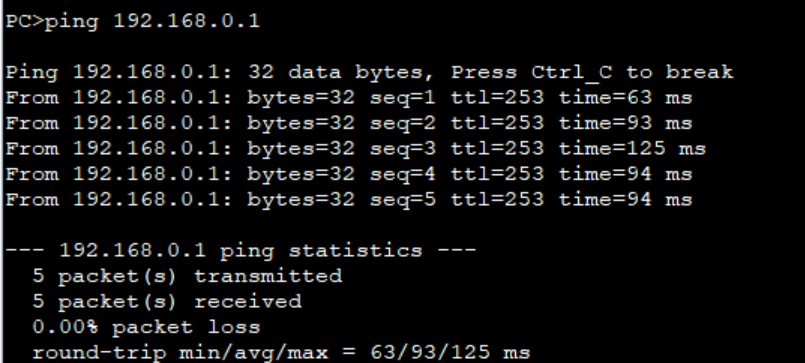 PC>ping 192.168.0.1
Ping 192.168.0.1: 32 data bytes, Press Ctrl_C to break
From 192.168.0.1: bytes=32 seq=1 ttl=253 time=63 ms
From 192.168.0.1: bytes=32 seq=2 ttl=253 time=93 ms
From 192.168.0.1: bytes=32 seq=3 ttl=253 time=125 ms
From 192.168.0.1: bytes=32 seq=4 ttl=253 time=94 ms
From 192.168.0.1: bytes=32 seq=5 ttl=253 time=94 ms
--- 192.168.0.1 ping statistics ---
5 packet(s) transmitted
5 packet(s) received
0.00% packet loss
round-trip min/avg/max = 63/93/125 ms